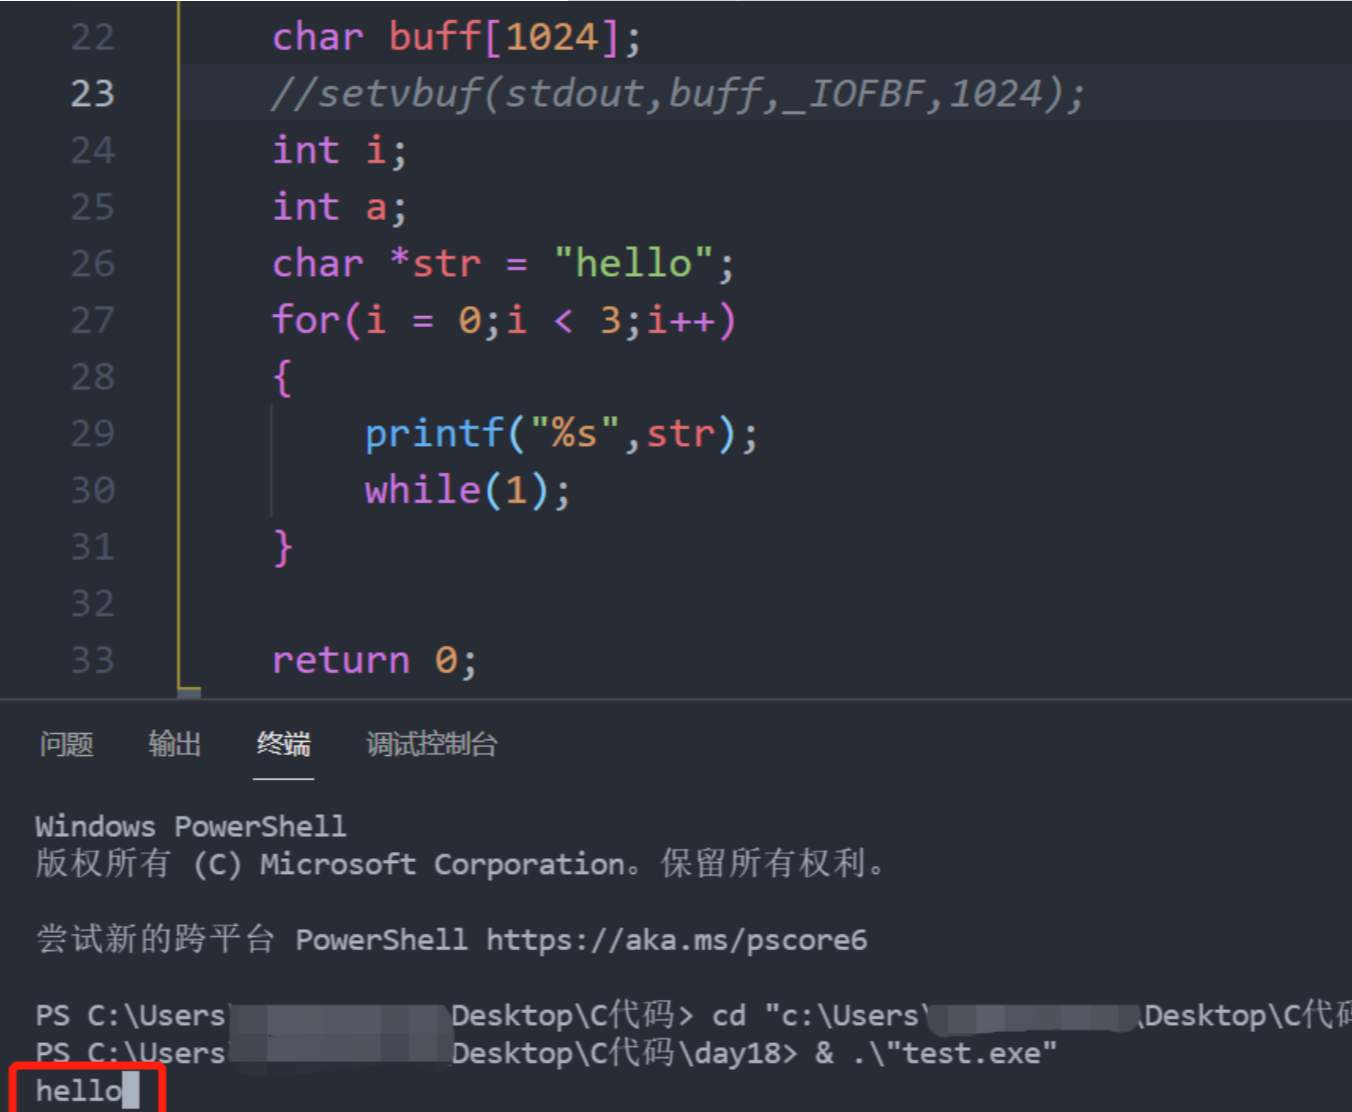 22 char buff[1024];
23 //setvbuf(stdout,buff,_IOFBF,1024);
24 int i;
25 int a;
26 char *str = "hello";
27 for(i = 0;i < 3;i++)
28 {
29 printf("%s",str);
30 while(1);
31 }
32
33 return 0;
问题 输出 终端 调试控制台
Windows PowerShell
版权所有 (C) Microsoft Corporation。保留所有权利。
尝试新的跨平台 PowerShell https://aka.ms/pscore6
PS C:\Users\ Desktop\C代码> cd "c:\Users\ \Desktop\C代码
PS C:\Users\ Desktop\C代码\day18> & .\"test.exe"
hello